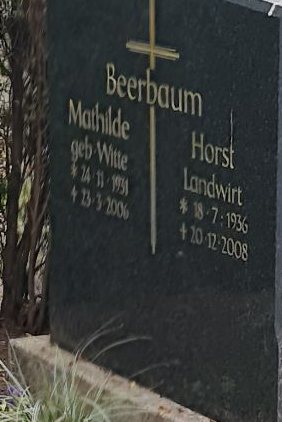 Beerbaum
Mathilde
geb·Witte
* 24·11·1931
† 23·3·2006
Horst
Landwirt
* 18·7·1936
† 20·12·2008